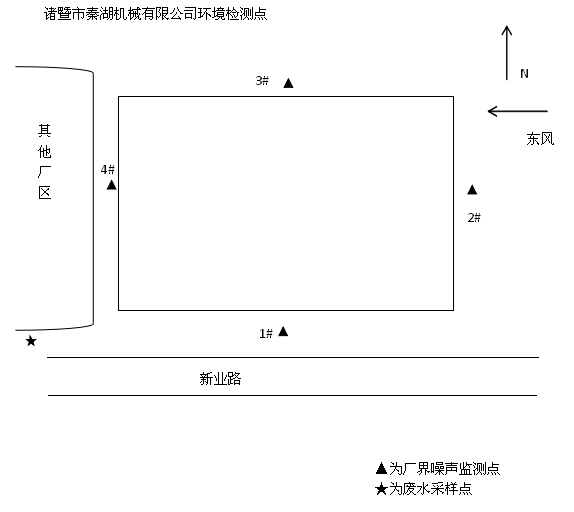 诸暨市秦湖机械有限公司环境检测点
N
东风
3#
其他厂区
4#
2#
1#
新业路
▲为厂界噪声监测点
★为废水采样点